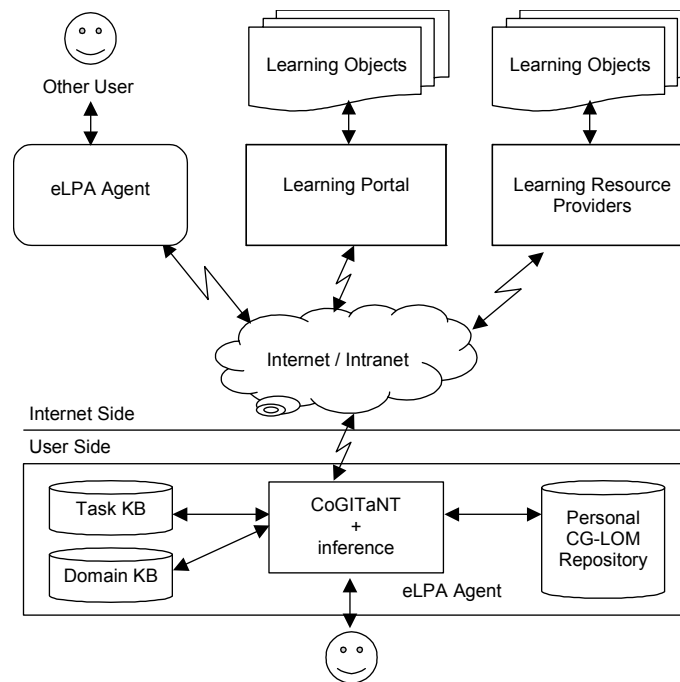 Other User
Learning Objects
Learning Objects
eLPA Agent
Learning Portal
Learning Resource
Providers
Internet / Intranet
Internet Side
User Side
Task KB
Domain KB
CoGITaNT
+
inference
Personal
CG-LOM
Repository
eLPA Agent